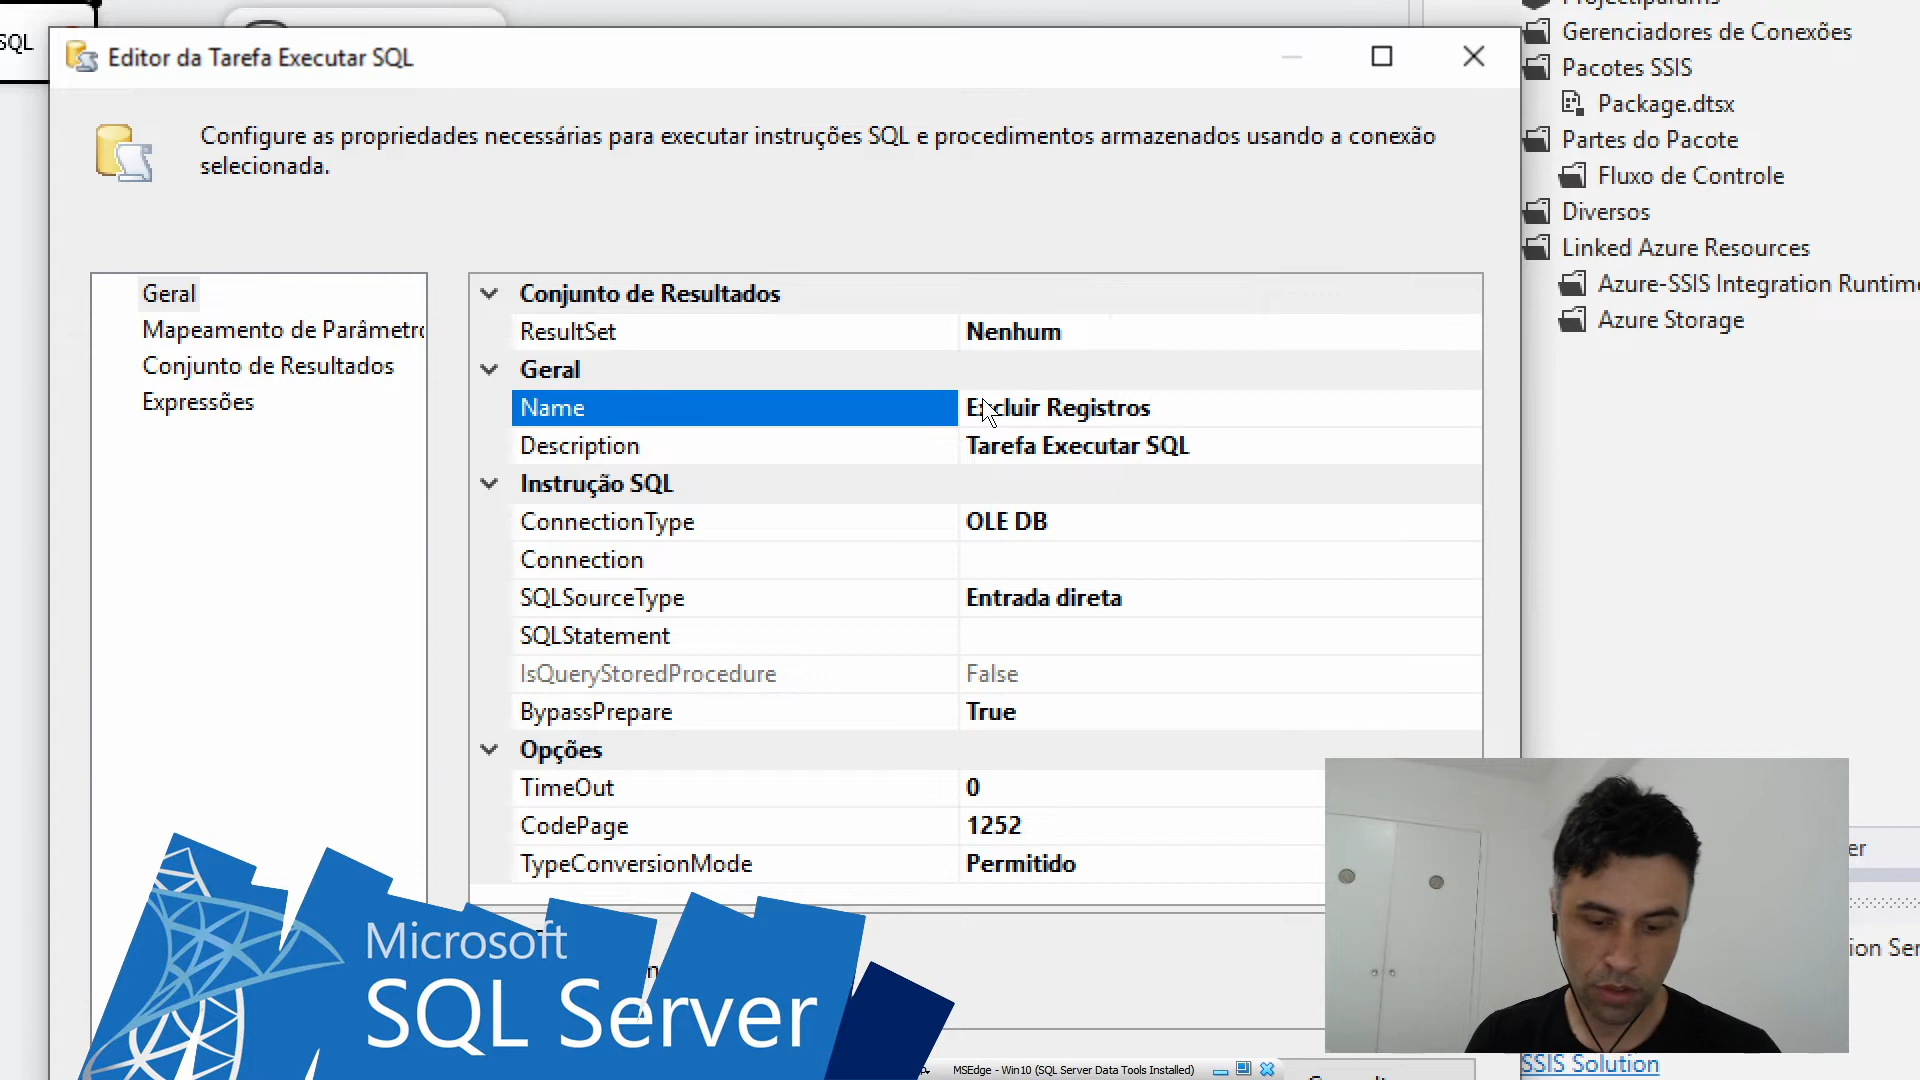 SQL
Editor da Tarefa Executar SQL
Configure as propriedades necessárias para executar instruções SQL e procedimentos armazenados usando a conexão
selecionada.
Geral
Mapeamento de Parâmetro
Conjunto de Resultados
Expressões
Conjunto de Resultados
ResultSet Nenhum
Geral
Name Excluir Registros
Description Tarefa Executar SQL
Instrução SQL
ConnectionType OLE DB
Connection
SQLSourceType Entrada direta
SQLStatement
IsQueryStoredProcedure False
BypassPrepare True
Opções
TimeOut 0
CodePage 1252
TypeConversionMode Permitido
Gerenciadores de Conexões
Pacotes SSIS
Package.dtsx
Partes do Pacote
Fluxo de Controle
Diversos
Linked Azure Resources
Azure-SSIS Integration Runtime
Azure Storage
er
ion Ser
SSIS Solution
Microsoft
SQL Server
MSEdge - Win10 (SQL Server Data Tools Installed)